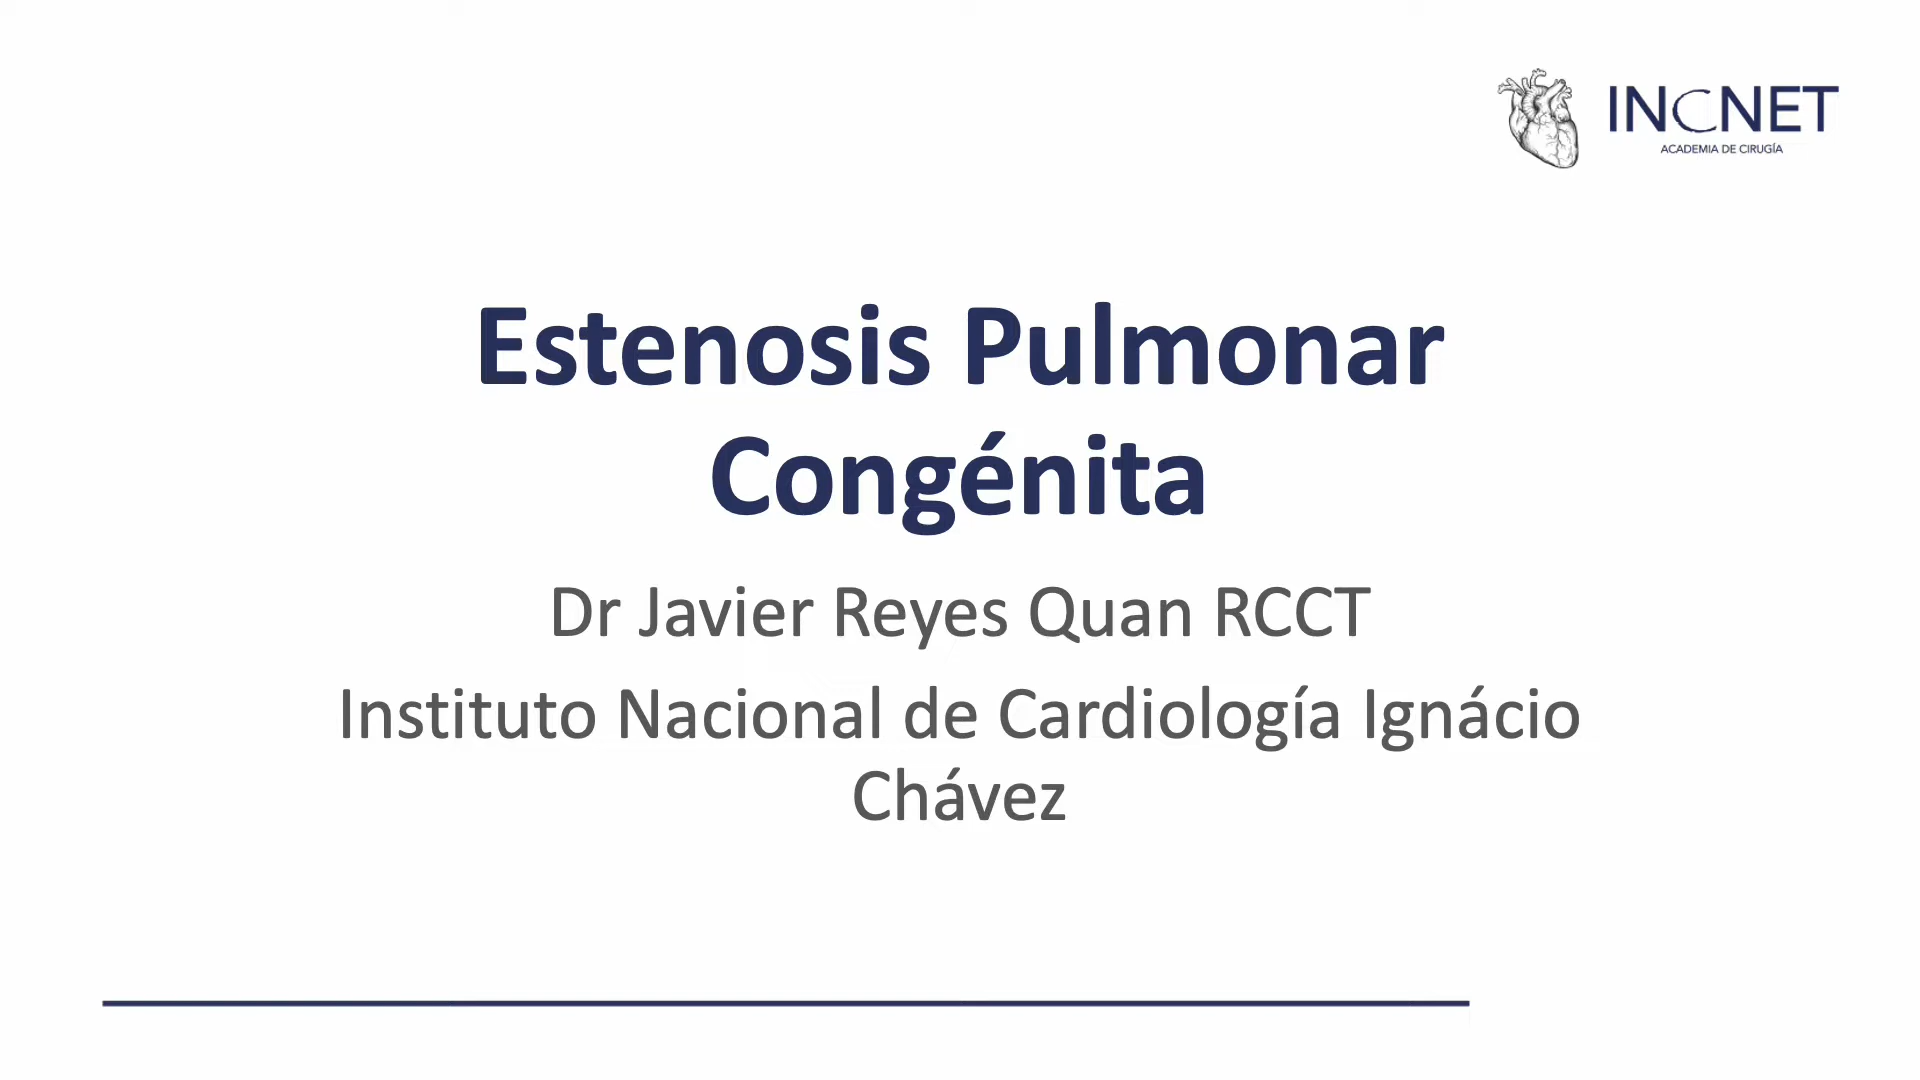 INCNET
ACADEMIA DE CIRUGÍA
Estenosis Pulmonar
Congénita
Dr Javier Reyes Quan RCCT
Instituto Nacional de Cardiología Ignácio
Chávez